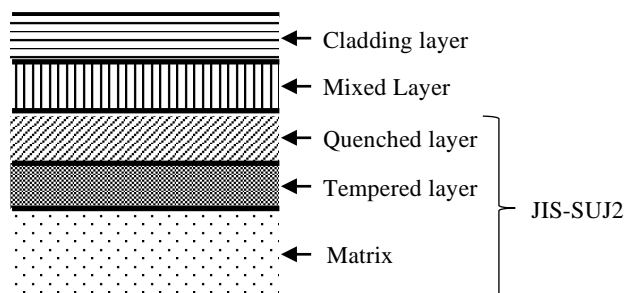 Cladding layer
Mixed Layer
Quenched layer
Tempered layer
JIS-SUJ2
Matrix